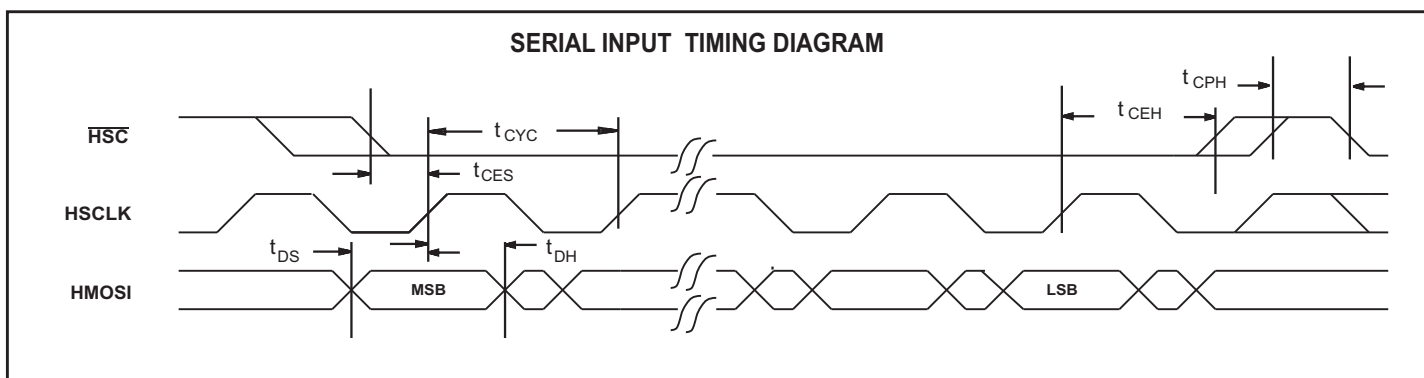 SERIAL INPUT TIMING DIAGRAM
t CPH
t CEH
HSC
t CYC
t CES
HSCLK
t DS
t DH
HMOSI
MSB
LSB